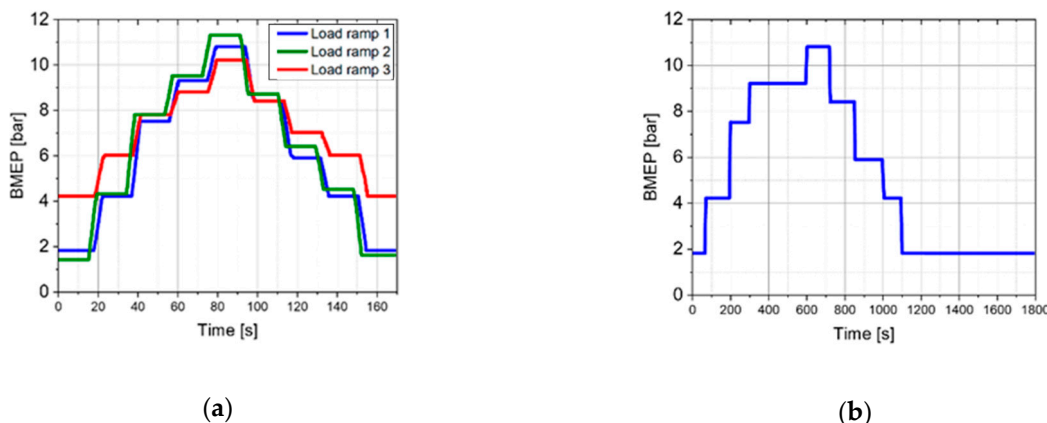 12
10
8
6
4
2
0
BMEP [bar]
Load ramp 1
Load ramp 2
Load ramp 3
0 20 40 60 80 100 120 140 160
Time [s]
(a)
12
10
8
6
4
2
0
BMEP [bar]
0 200 400 600 800 1000 1200 1400 1600 1800
Time [s]
(b)